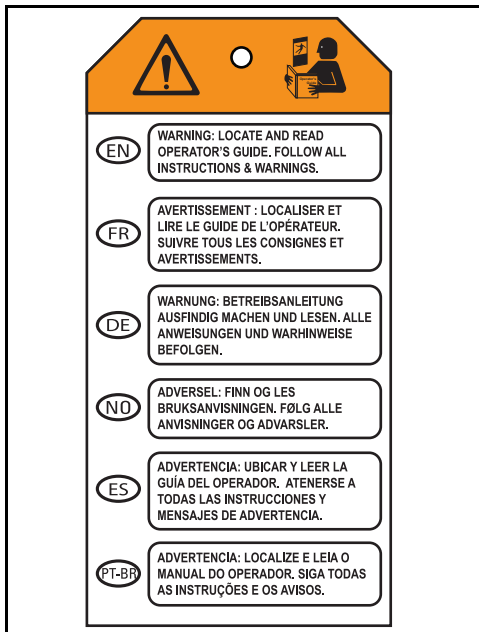 EN
WARNING: LOCATE AND READ
OPERATOR'S GUIDE. FOLLOW ALL
INSTRUCTIONS & WARNINGS.
FR
AVERTISSEMENT : LOCALISER ET
LIRE LE GUIDE DE L'OPÉRATEUR.
SUIVRE TOUS LES CONSIGNES ET
AVERTISSEMENTS.
DE
WARNUNG: BETREIBSANLEITUNG
AUSFINDIG MACHEN UND LESEN. ALLE
ANWEISUNGEN UND WARHINWEISE
BEFOLGEN.
NO
ADVERSEL: FINN OG LES
BRUKSANVISNINGEN. FØLG ALLE
ANVISNINGER OG ADVARSLER.
ES
ADVERTENCIA: UBICAR Y LEER LA
GUÍA DEL OPERADOR. ATENERSE A
TODAS LAS INSTRUCCIONES Y
MENSAJES DE ADVERTENCIA.
PT-BR
ADVERTENCIA: LOCALIZE E LEIA O
MANUAL DO OPERADOR. SIGA TODAS
AS INSTRUÇÕES E OS AVISOS.